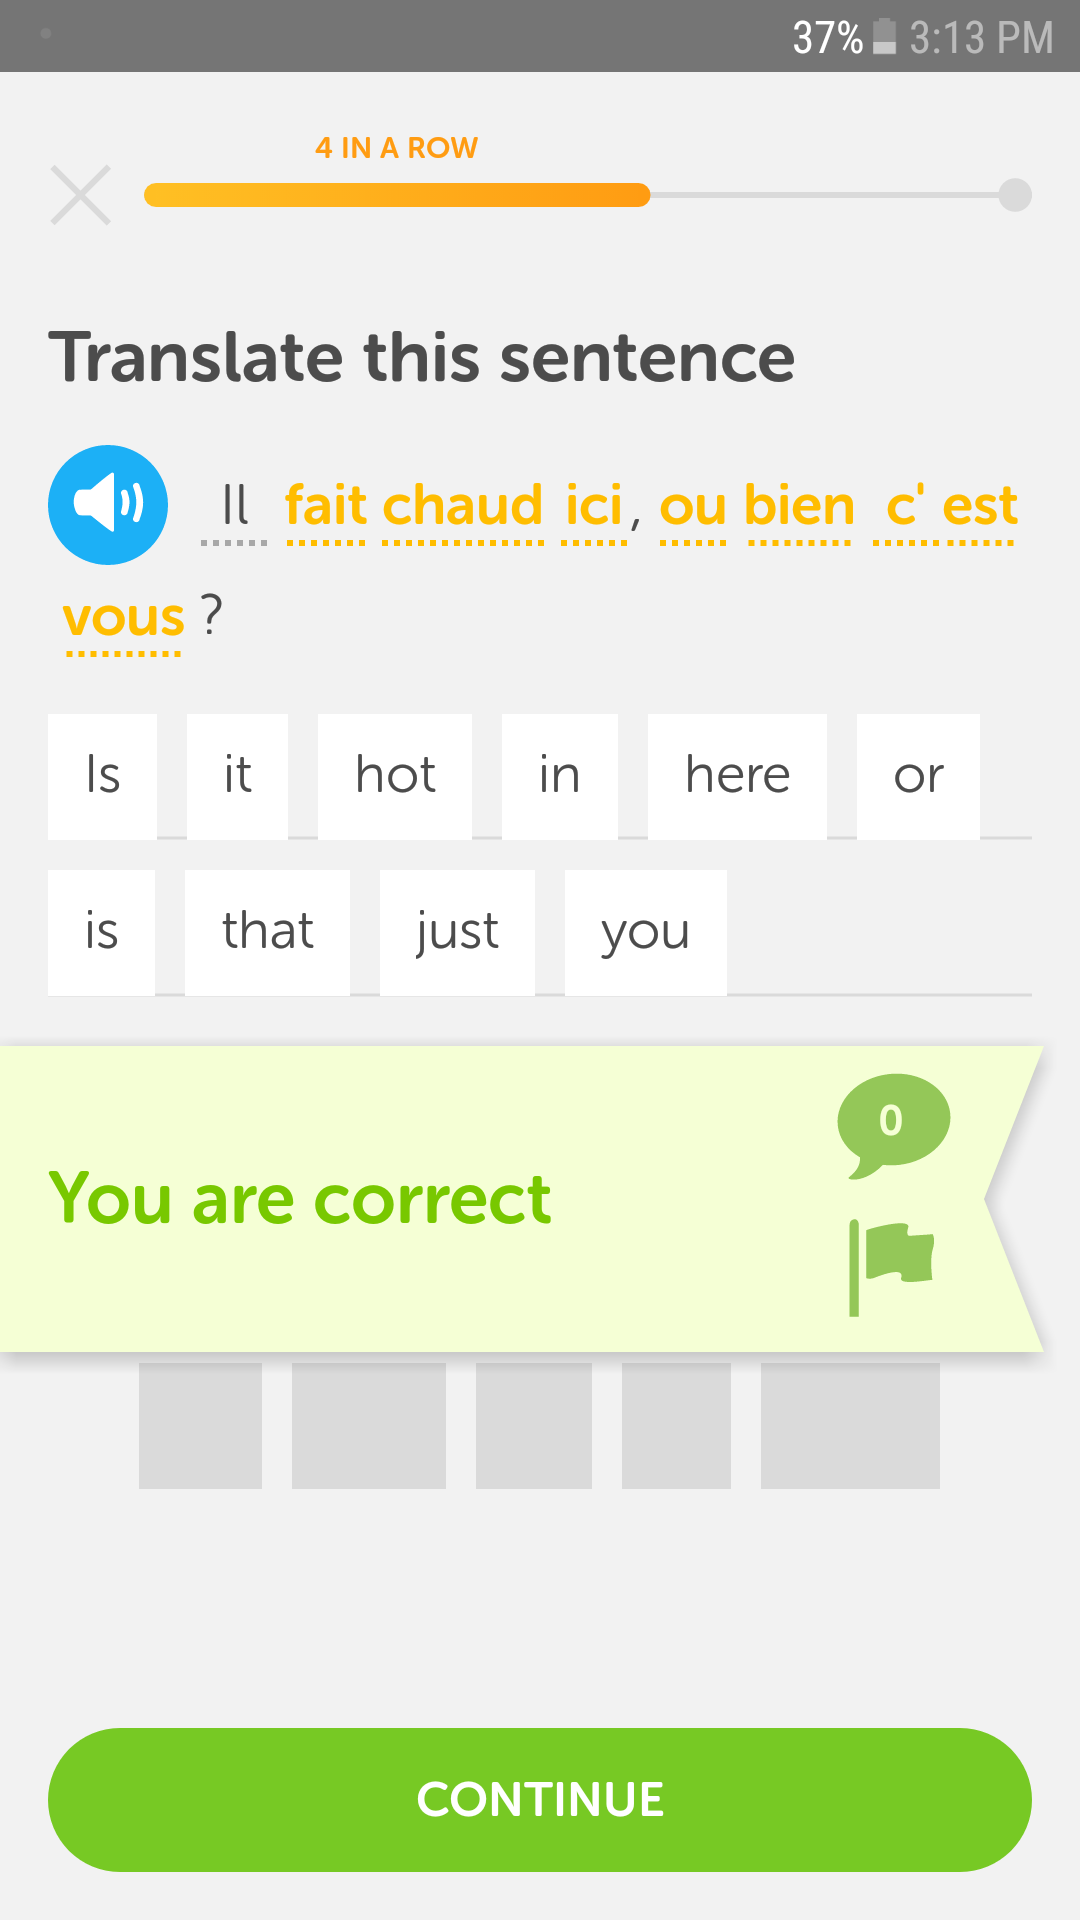 37% 3:13 PM
4 IN A ROW
Translate this sentence
Il fait chaud ici, ou bien c' est
vous ?
Is it hot in here or
is that just you
0
You are correct
CONTINUE